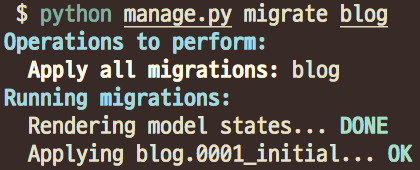 $ python manage.py migrate blog
Operations to perform:
Apply all migrations: blog
Running migrations:
Rendering model states... DONE
Applying blog.0001_initial... OK